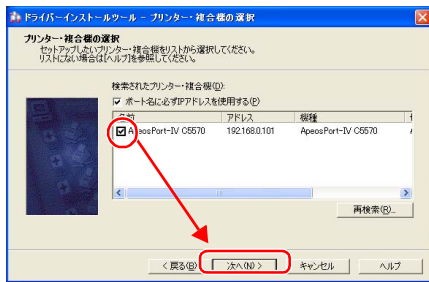 ドライバーインストールツール - プリンター・複合機の選択
プリンター・複合機の選択
セットアップしたいプリンター・複合機をリストから選択してください。
リストにない場合は[ヘルプ]を参照してください。
検索されたプリンター・複合機(D):
ポート名に必ずIPアドレスを使用する(P)
名前 IPアドレス 機種
ApeosPort-IV C5570 192.168.0.101 ApeosPort-IV C5570
再検索(R)...
< 戻る(B) 次へ(N) > キャンセル ヘルプ